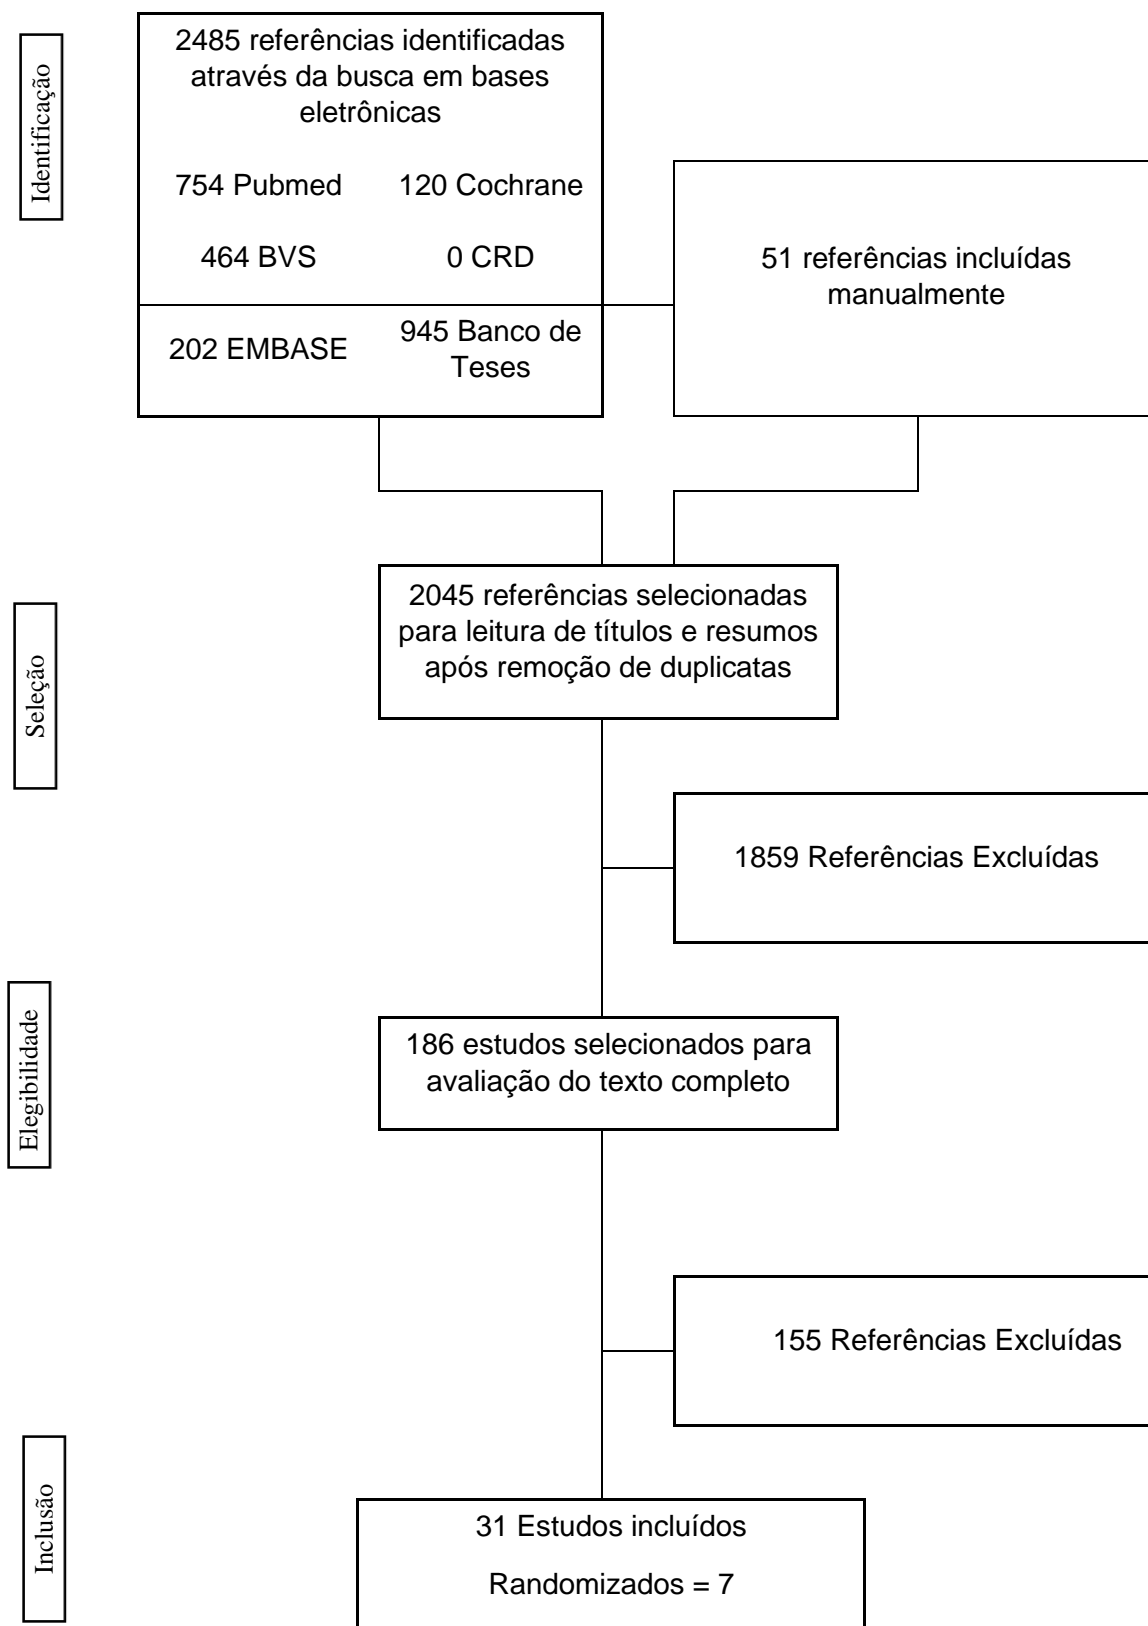 Identificação
2485 referências identificadas
através da busca em bases
eletrônicas
754 Pubmed 120 Cochrane
464 BVS 0 CRD
202 EMBASE 945 Banco de
Teses
51 referências incluídas
manualmente
Seleção
2045 referências selecionadas
para leitura de títulos e resumos
após remoção de duplicatas
1859 Referências Excluídas
Elegibilidade
186 estudos selecionados para
avaliação do texto completo
155 Referências Excluídas
Inclusão
31 Estudos incluídos
Randomizados = 7